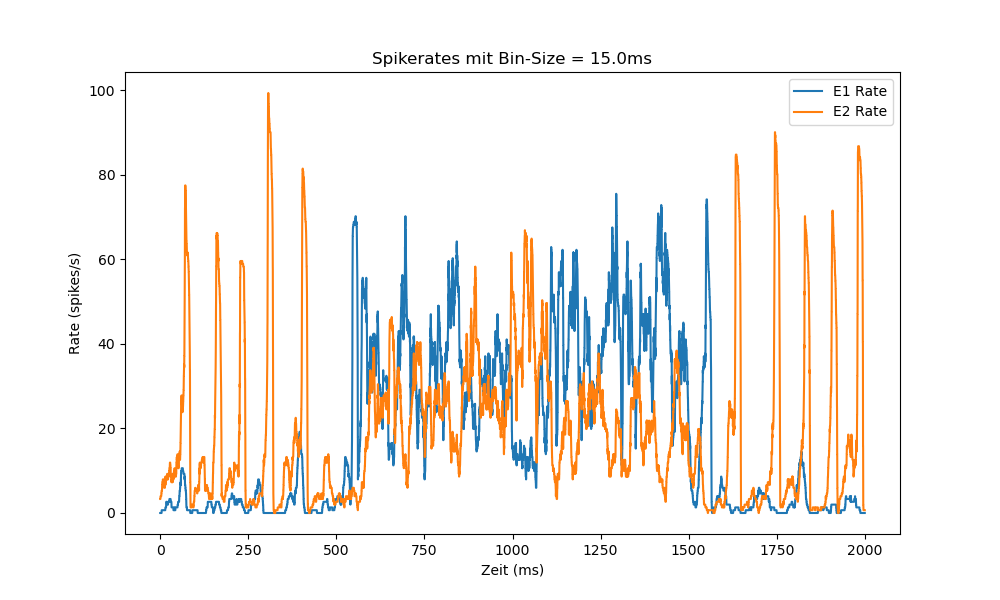 Spikerates mit Bin-Size = 15.0ms
E1 Rate
E2 Rate
100
80
60
40
20
0
Rate (spikes/s)
0 250 500 750 1000 1250 1500 1750 2000
Zeit (ms)